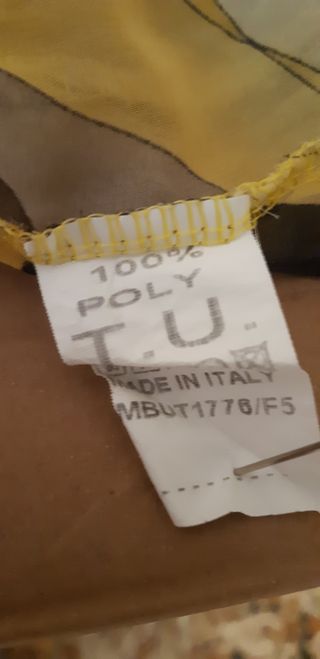 100%
POLY
T.U.
MADE IN ITALY
MBUT1776/F5